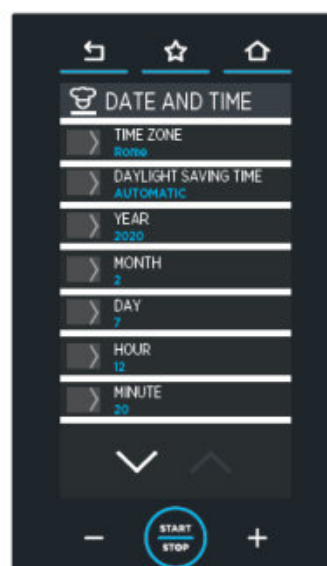 DATE AND TIME
TIME ZONE
Rome
DAYLIGHT SAVING TIME
AUTOMATIC
YEAR
2020
MONTH
2
DAY
7
HOUR
12
MINUTE
20
START
STOP